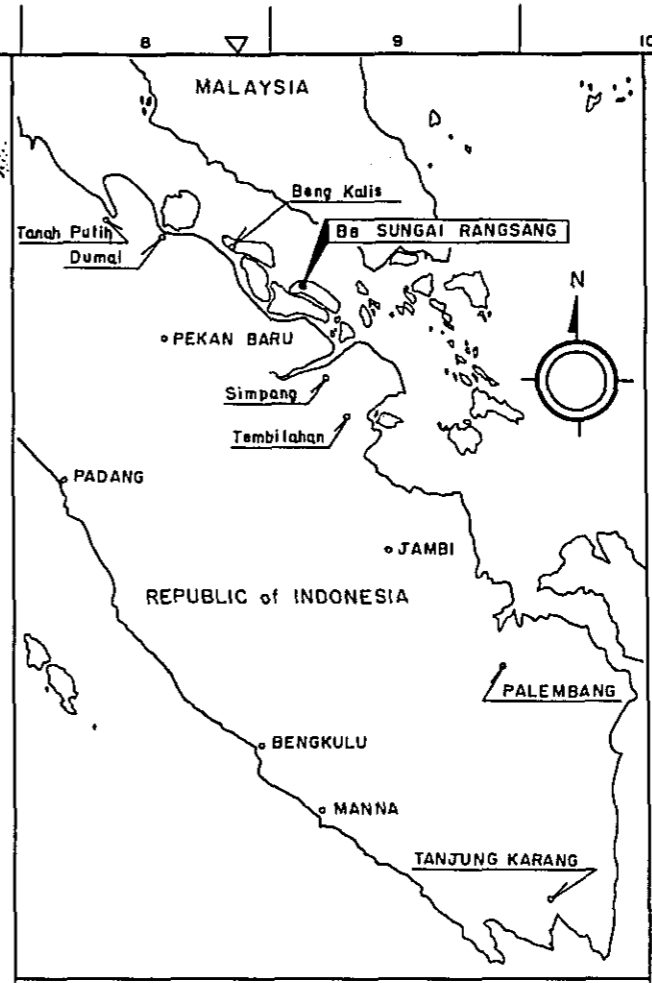 8
9
10
MALAYSIA
Beng Kalis
Ba SUNGAI RANGSANG
Tanah Putih
Dumai
N
PEKAN BARU
Simpang
Tembilahan
PADANG
JAMBI
REPUBLIC of INDONESIA
PALEMBANG
BENGKULU
MANNA
TANJUNG KARANG